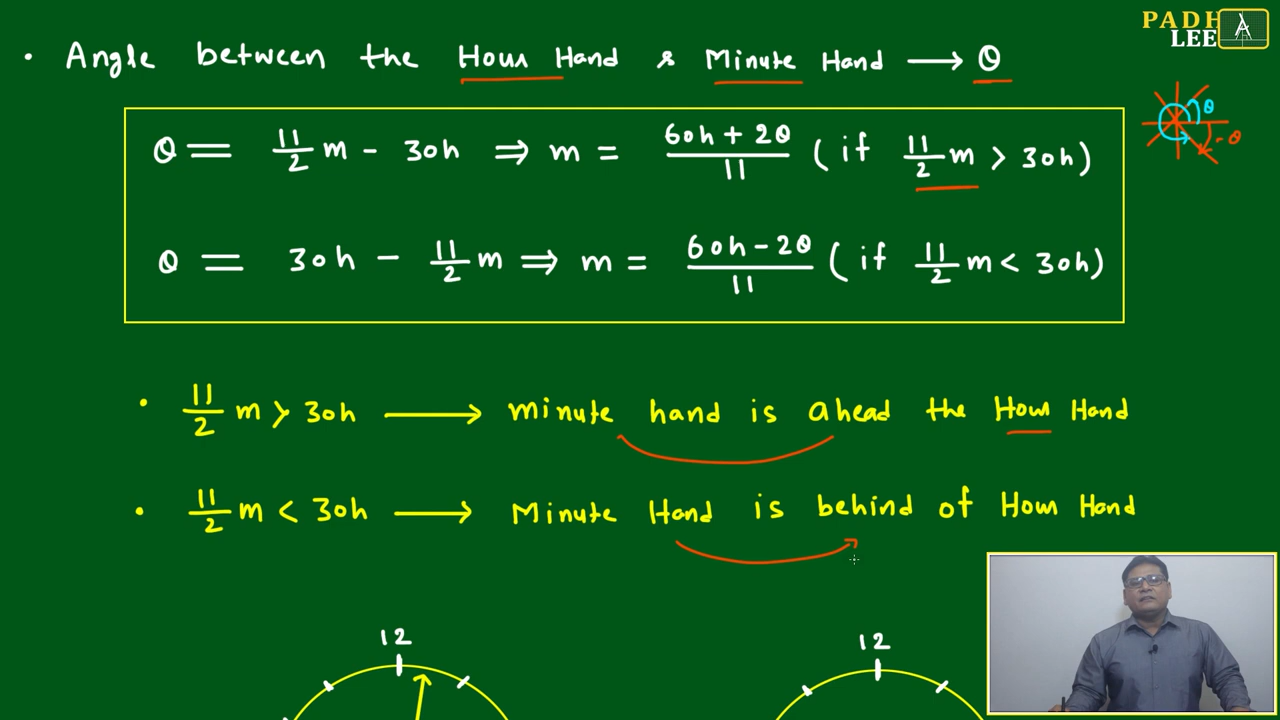 PADH
LEE
• Angle between the Hour Hand & Minute Hand ⟶ θ
θ = 11/2 m - 30h ⇒ m = 60h + 2θ / 11 (if 11/2 m > 30h)
θ = 30h - 11/2 m ⇒ m = 60h - 2θ / 11 (if 11/2 m < 30h)
θ
-θ
• 11/2 m > 30h ⟶ minute hand is ahead the Hour Hand
• 11/2 m < 30h ⟶ Minute Hand is behind of Hour Hand
12
12